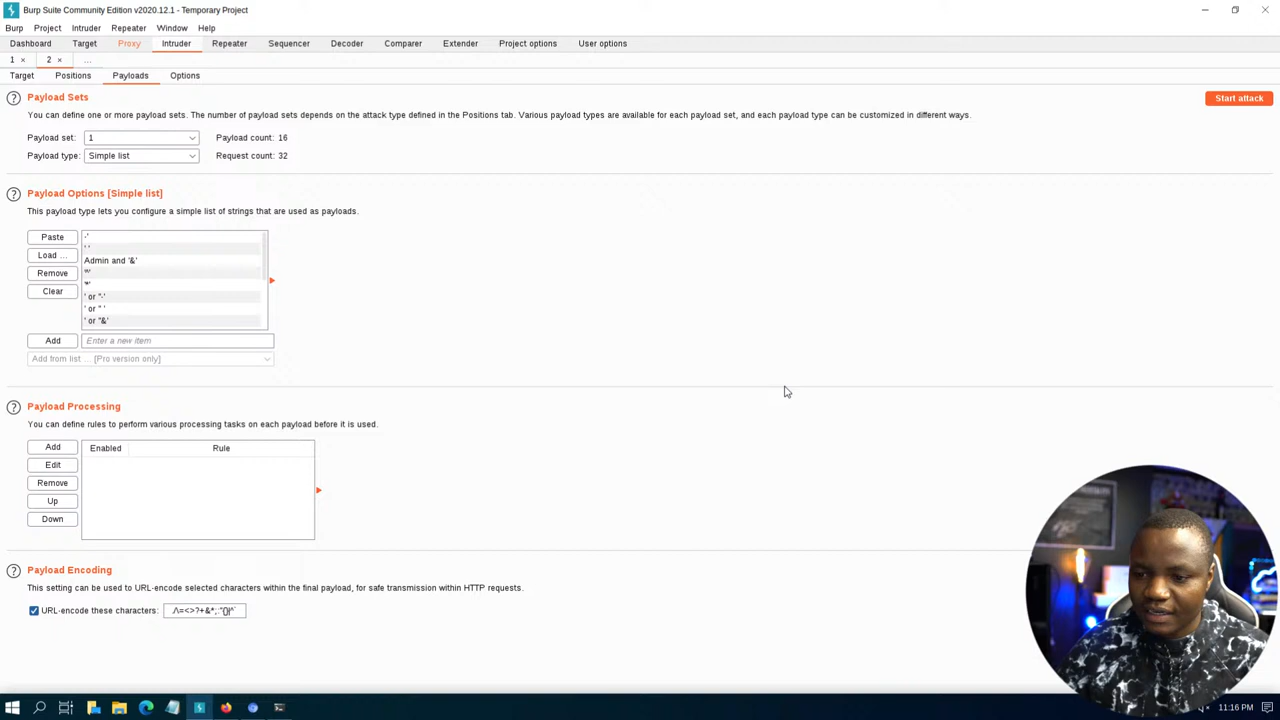 Burp Suite Community Edition v2020.12.1 - Temporary Project
Burp Project Intruder Repeater Window Help
Dashboard Target Proxy Intruder Repeater Sequencer Decoder Comparer Extender Project options User options
1 × 2 × ...
Target Positions Payloads Options
? Payload Sets
Start attack
You can define one or more payload sets. The number of payload sets depends on the attack type defined in the Positions tab. Various payload types are available for each payload set, and each payload type can be customized in different ways.
Payload set: 1 Payload count: 16
Payload type: Simple list Request count: 32
? Payload Options [Simple list]
This payload type lets you configure a simple list of strings that are used as payloads.
Paste
Load ...
Remove
Clear
'-'
' '
Admin and '&'
'^'
'*'
' or ''-'
' or '' '
' or ''&'
Add Enter a new item
Add from list ... [Pro version only]
? Payload Processing
You can define rules to perform various processing tasks on each payload before it is used.
Add
Edit
Remove
Up
Down
Enabled Rule
? Payload Encoding
This setting can be used to URL-encode selected characters within the final payload, for safe transmission within HTTP requests.
URL-encode these characters: ./\=<>?+&*;:"{}|^`
11:16 PM